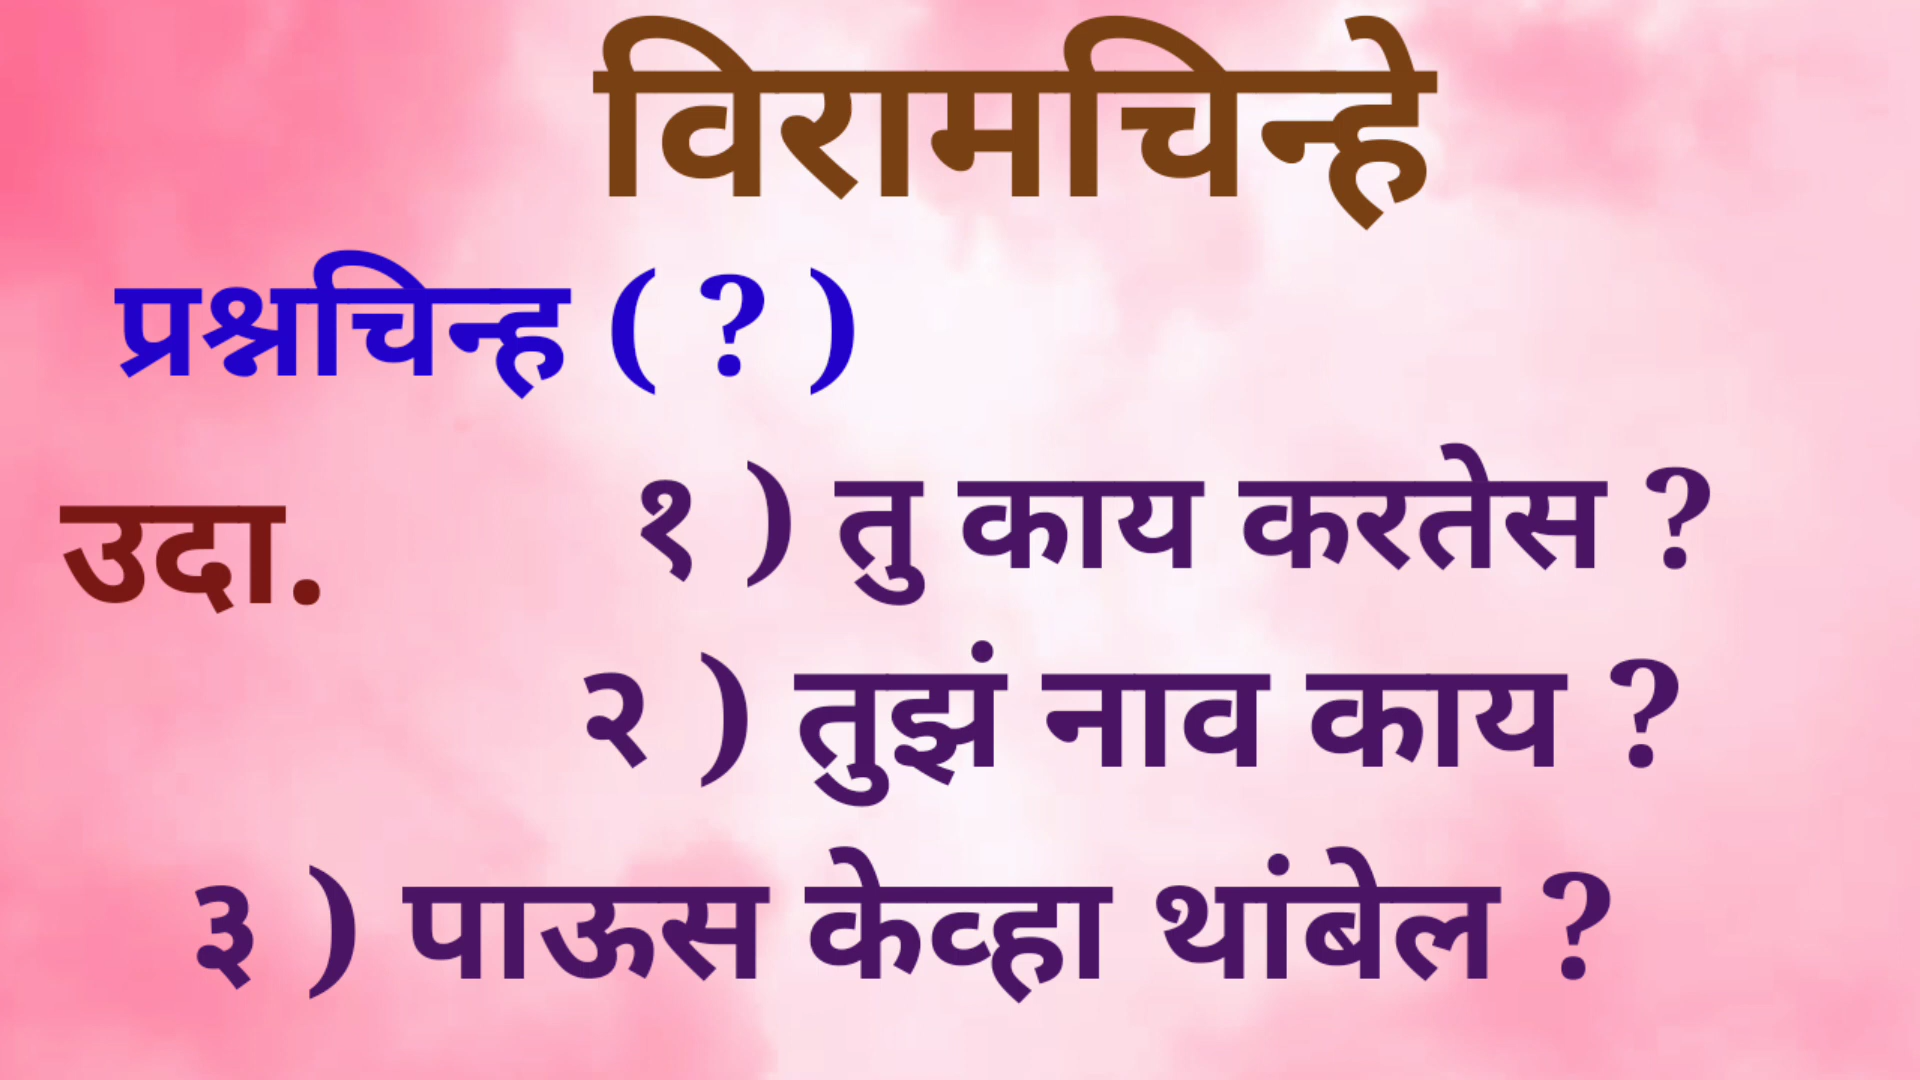 विरामचिन्हे
प्रश्नचिन्ह ( ? )
उदा. १ ) तु काय करतेस ?
२ ) तुझं नाव काय ?
३ ) पाऊस केव्हा थांबेल ?